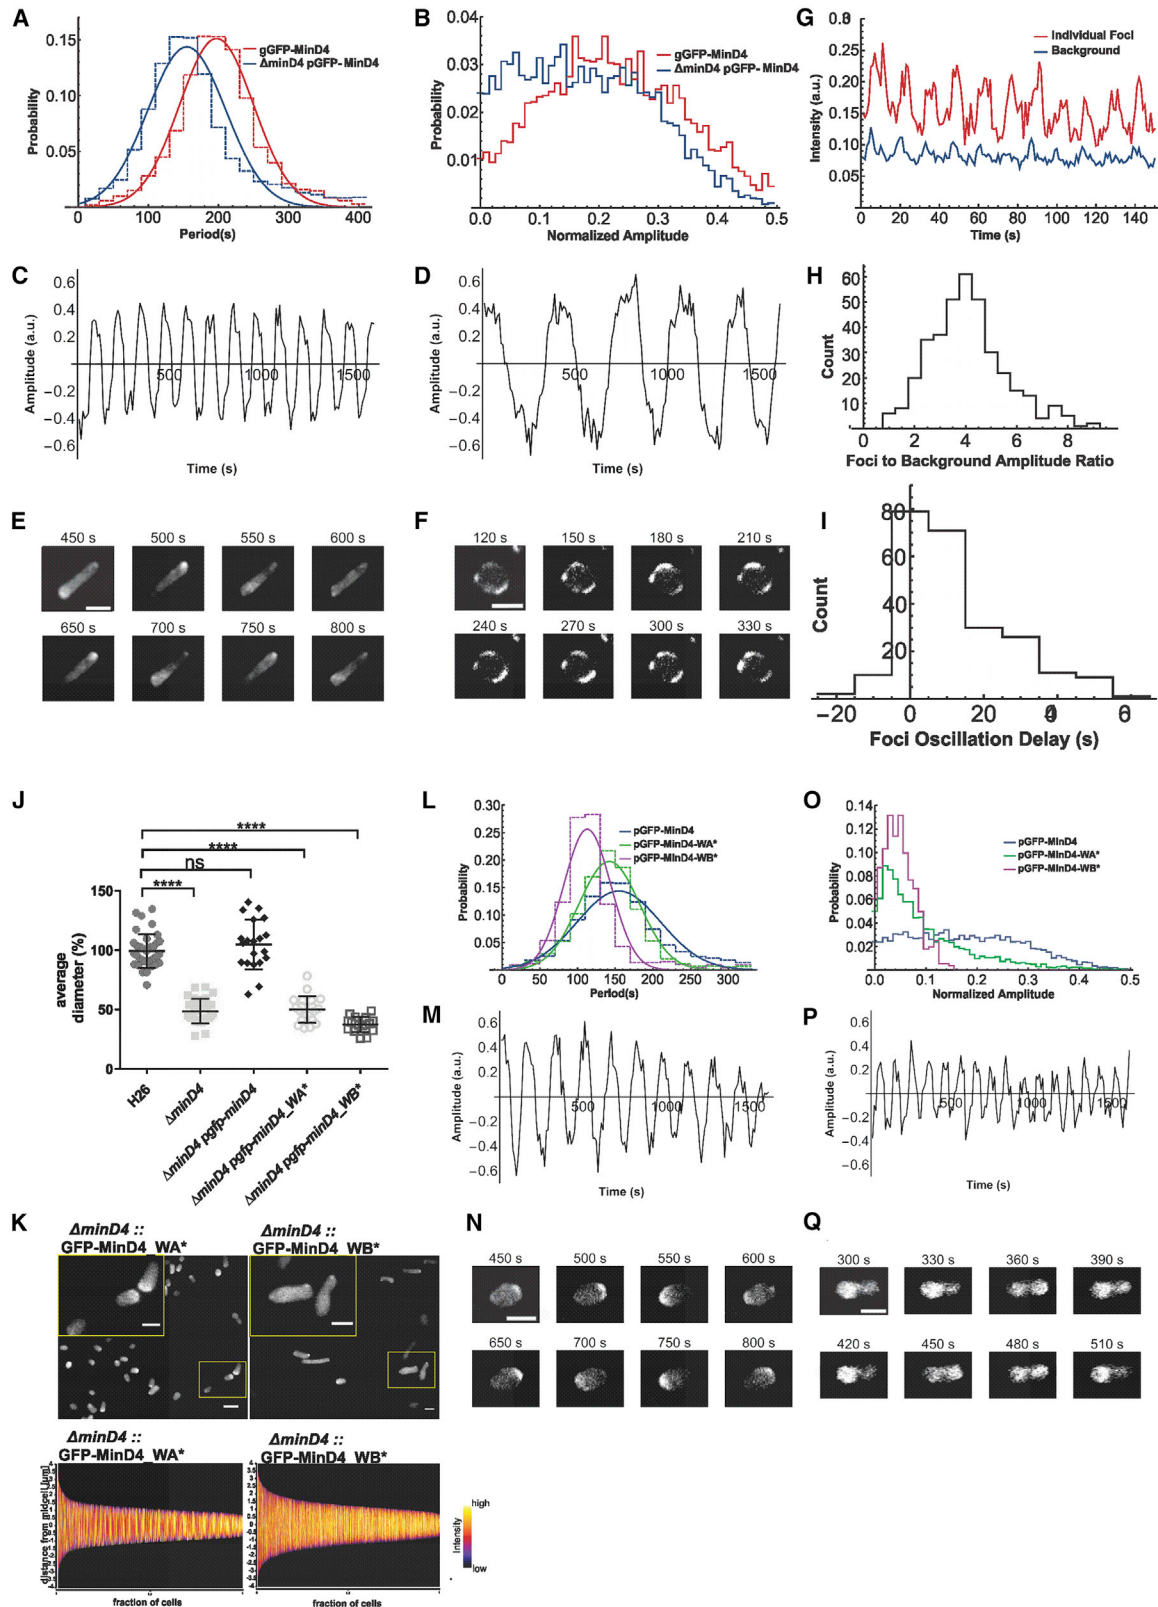 A
0.15
0.10
0.05
Probability
gGFP-MinD4
ΔminD4 pGFP- MinD4
0 100 200 300 400
Period(s)
B
0.04
0.03
0.02
0.01
Probability
gGFP-MinD4
ΔminD4 pGFP- MinD4
0.0 0.1 0.2 0.3 0.4 0.5
Normalized Amplitude
G
0.25
0.20
0.15
0.10
0.05
0
Intensity (a.u.)
Individual Foci
Background
0 20 40 60 80 100 120 140
Time (s)
C
0.6
0.4
0.2
−0.2
−0.4
−0.6
Amplitude (a.u.)
500 1000 1500
Time (s)
D
0.6
0.4
0.2
−0.2
−0.4
−0.6
Amplitude (a.u.)
500 1000 1500
Time (s)
H
60
50
40
30
20
10
Count
0 2 4 6 8
Foci to Background Amplitude Ratio
E
450 s 500 s 550 s 600 s
650 s 700 s 750 s 800 s
F
120 s 150 s 180 s 210 s
240 s 270 s 300 s 330 s
I
80
60
40
20
Count
−20 0 20
Foci Oscillation Delay (s)
J
****
****
ns
****
150
100
50
0
average
diameter (%)
H26
ΔminD4
ΔminD4 pgfp-minD4
ΔminD4 pgfp-minD4_WA*
ΔminD4 pgfp-minD4_WB*
L
0.30
0.25
0.20
0.15
0.10
0.05
Probability
pGFP-MinD4
pGFP-MinD4-WA*
pGFP-MinD4-WB*
0 50 100 150 200 250 300
Period(s)
O
0.14
0.12
0.10
0.08
0.06
0.04
0.02
Probability
pGFP-MinD4
pGFP-MinD4-WA*
pGFP-MinD4-WB*
0.0 0.1 0.2 0.3 0.4 0.5
Normalized Amplitude
M
0.6
0.4
0.2
−0.2
−0.4
−0.6
Amplitude (a.u.)
500 1000 1500
Time (s)
P
0.6
0.4
0.2
−0.2
−0.4
−0.6
Amplitude (a.u.)
500 1000 1500
Time (s)
K
ΔminD4 ::
GFP-MinD4_WA*
ΔminD4 ::
GFP-MinD4_WB*
ΔminD4 ::
GFP-MinD4_WA*
ΔminD4 ::
GFP-MinD4_WB*
distance from midcell [µm]
fraction of cells
fraction of cells
high
Intensity
low
N
450 s 500 s 550 s 600 s
650 s 700 s 750 s 800 s
Q
300 s 330 s 360 s 390 s
420 s 450 s 480 s 510 s